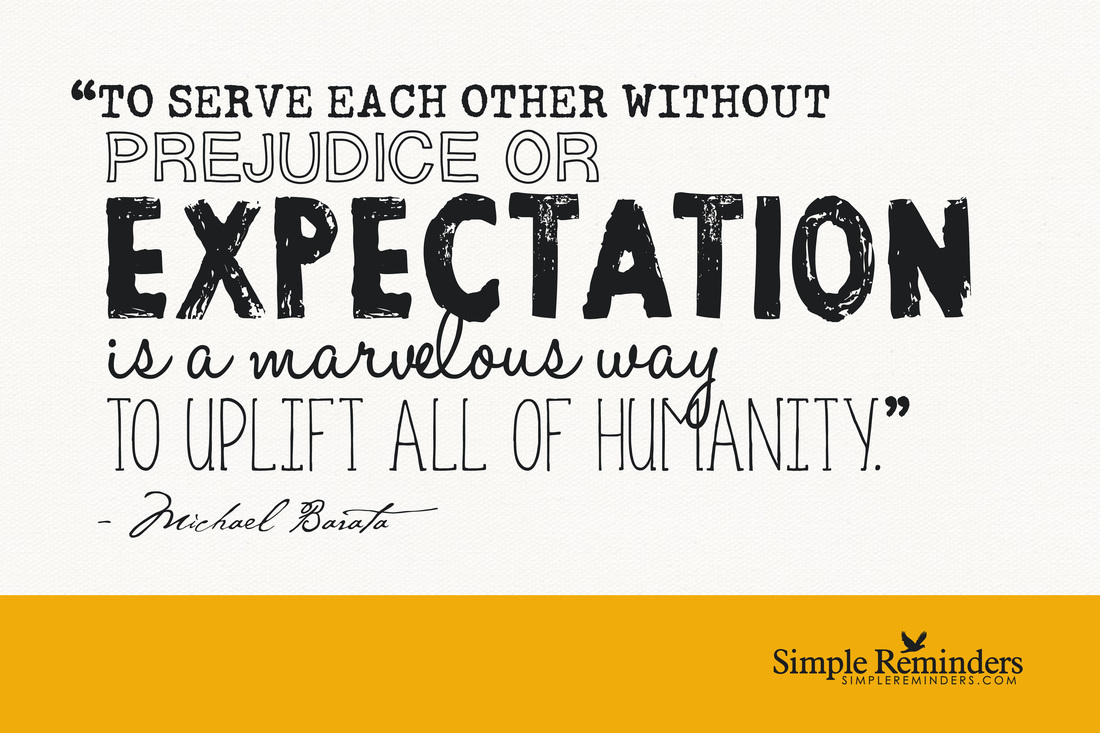 “TO SERVE EACH OTHER WITHOUT
PREJUDICE OR
EXPECTATION
is a marvelous way
TO UPLIFT ALL OF HUMANITY.”
- Michael Barata
Simple Reminders
SIMPLEREMINDERS.COM